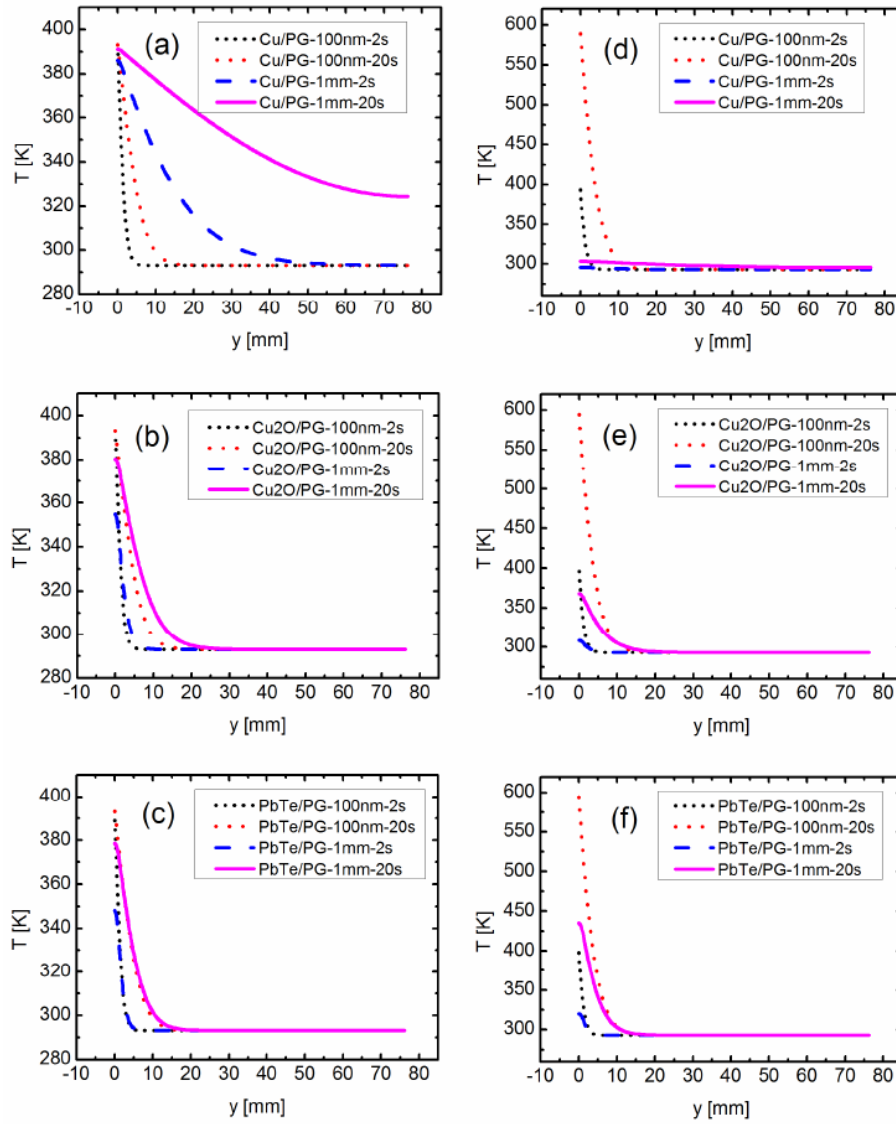 (a)
Cu/PG-100nm-2s
Cu/PG-100nm-20s
Cu/PG-1mm-2s
Cu/PG-1mm-20s
T [K]
400
380
360
340
320
300
280
-10 0 10 20 30 40 50 60 70 80
y [mm]
(d)
Cu/PG-100nm-2s
Cu/PG-100nm-20s
Cu/PG-1mm-2s
Cu/PG-1mm-20s
T [K]
600
550
500
450
400
350
300
-10 0 10 20 30 40 50 60 70 80
y [mm]
(b)
Cu2O/PG-100nm-2s
Cu2O/PG-100nm-20s
Cu2O/PG-1mm-2s
Cu2O/PG-1mm-20s
T [K]
400
380
360
340
320
300
280
-10 0 10 20 30 40 50 60 70 80
y [mm]
(e)
Cu2O/PG-100nm-2s
Cu2O/PG-100nm-20s
Cu2O/PG-1mm-2s
Cu2O/PG-1mm-20s
T [K]
600
550
500
450
400
350
300
-10 0 10 20 30 40 50 60 70 80
y [mm]
(c)
PbTe/PG-100nm-2s
PbTe/PG-100nm-20s
PbTe/PG-1mm-2s
PbTe/PG-1mm-20s
T [K]
400
380
360
340
320
300
280
-10 0 10 20 30 40 50 60 70 80
y [mm]
(f)
PbTe/PG-100nm-2s
PbTe/PG-100nm-20s
PbTe/PG-1mm-2s
PbTe/PG-1mm-20s
T [K]
600
550
500
450
400
350
300
-10 0 10 20 30 40 50 60 70 80
y [mm]